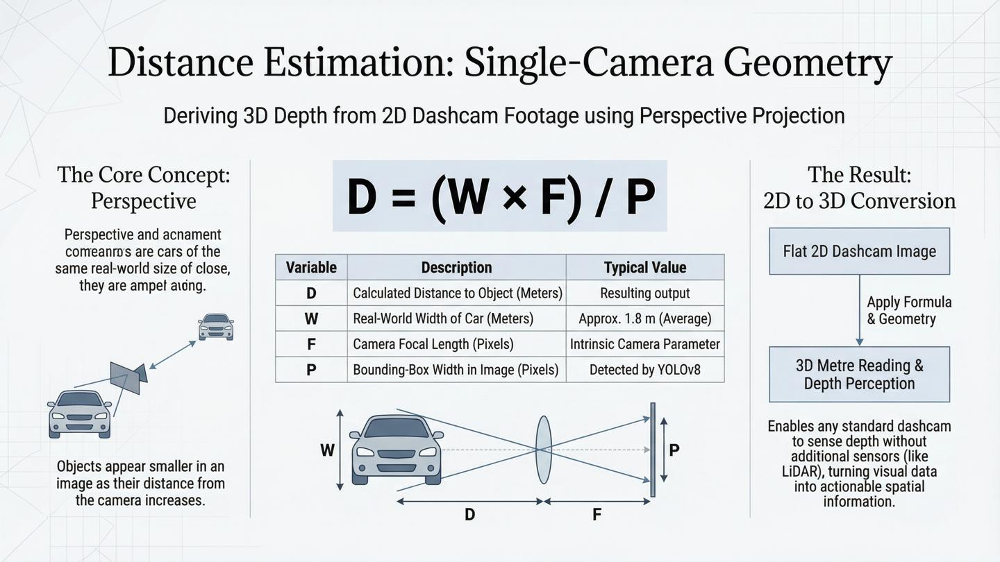 Distance Estimation: Single-Camera Geometry
Deriving 3D Depth from 2D Dashcam Footage using Perspective Projection
The Core Concept:
Perspective
Perspective and acnament
are cars of the
same real-world size of close,
they are ampef
Objects appear smaller in an
image as their distance from
the camera increases.
D = (W × F) / P
Variable Description Typical Value
D Calculated Distance to Object (Meters) Resulting output
W Real-World Width of Car (Meters) Approx. 1.8 m (Average)
F Camera Focal Length (Pixels) Intrinsic Camera Parameter
P Bounding-Box Width in Image (Pixels) Detected by YOLOv8
W
P
D
F
The Result:
2D to 3D Conversion
Flat 2D Dashcam Image
Apply Formula
& Geometry
3D Metre Reading &
Depth Perception
Enables any standard dashcam
to sense depth without
additional sensors (like
LiDAR), turning visual data
into actionable spatial
information.